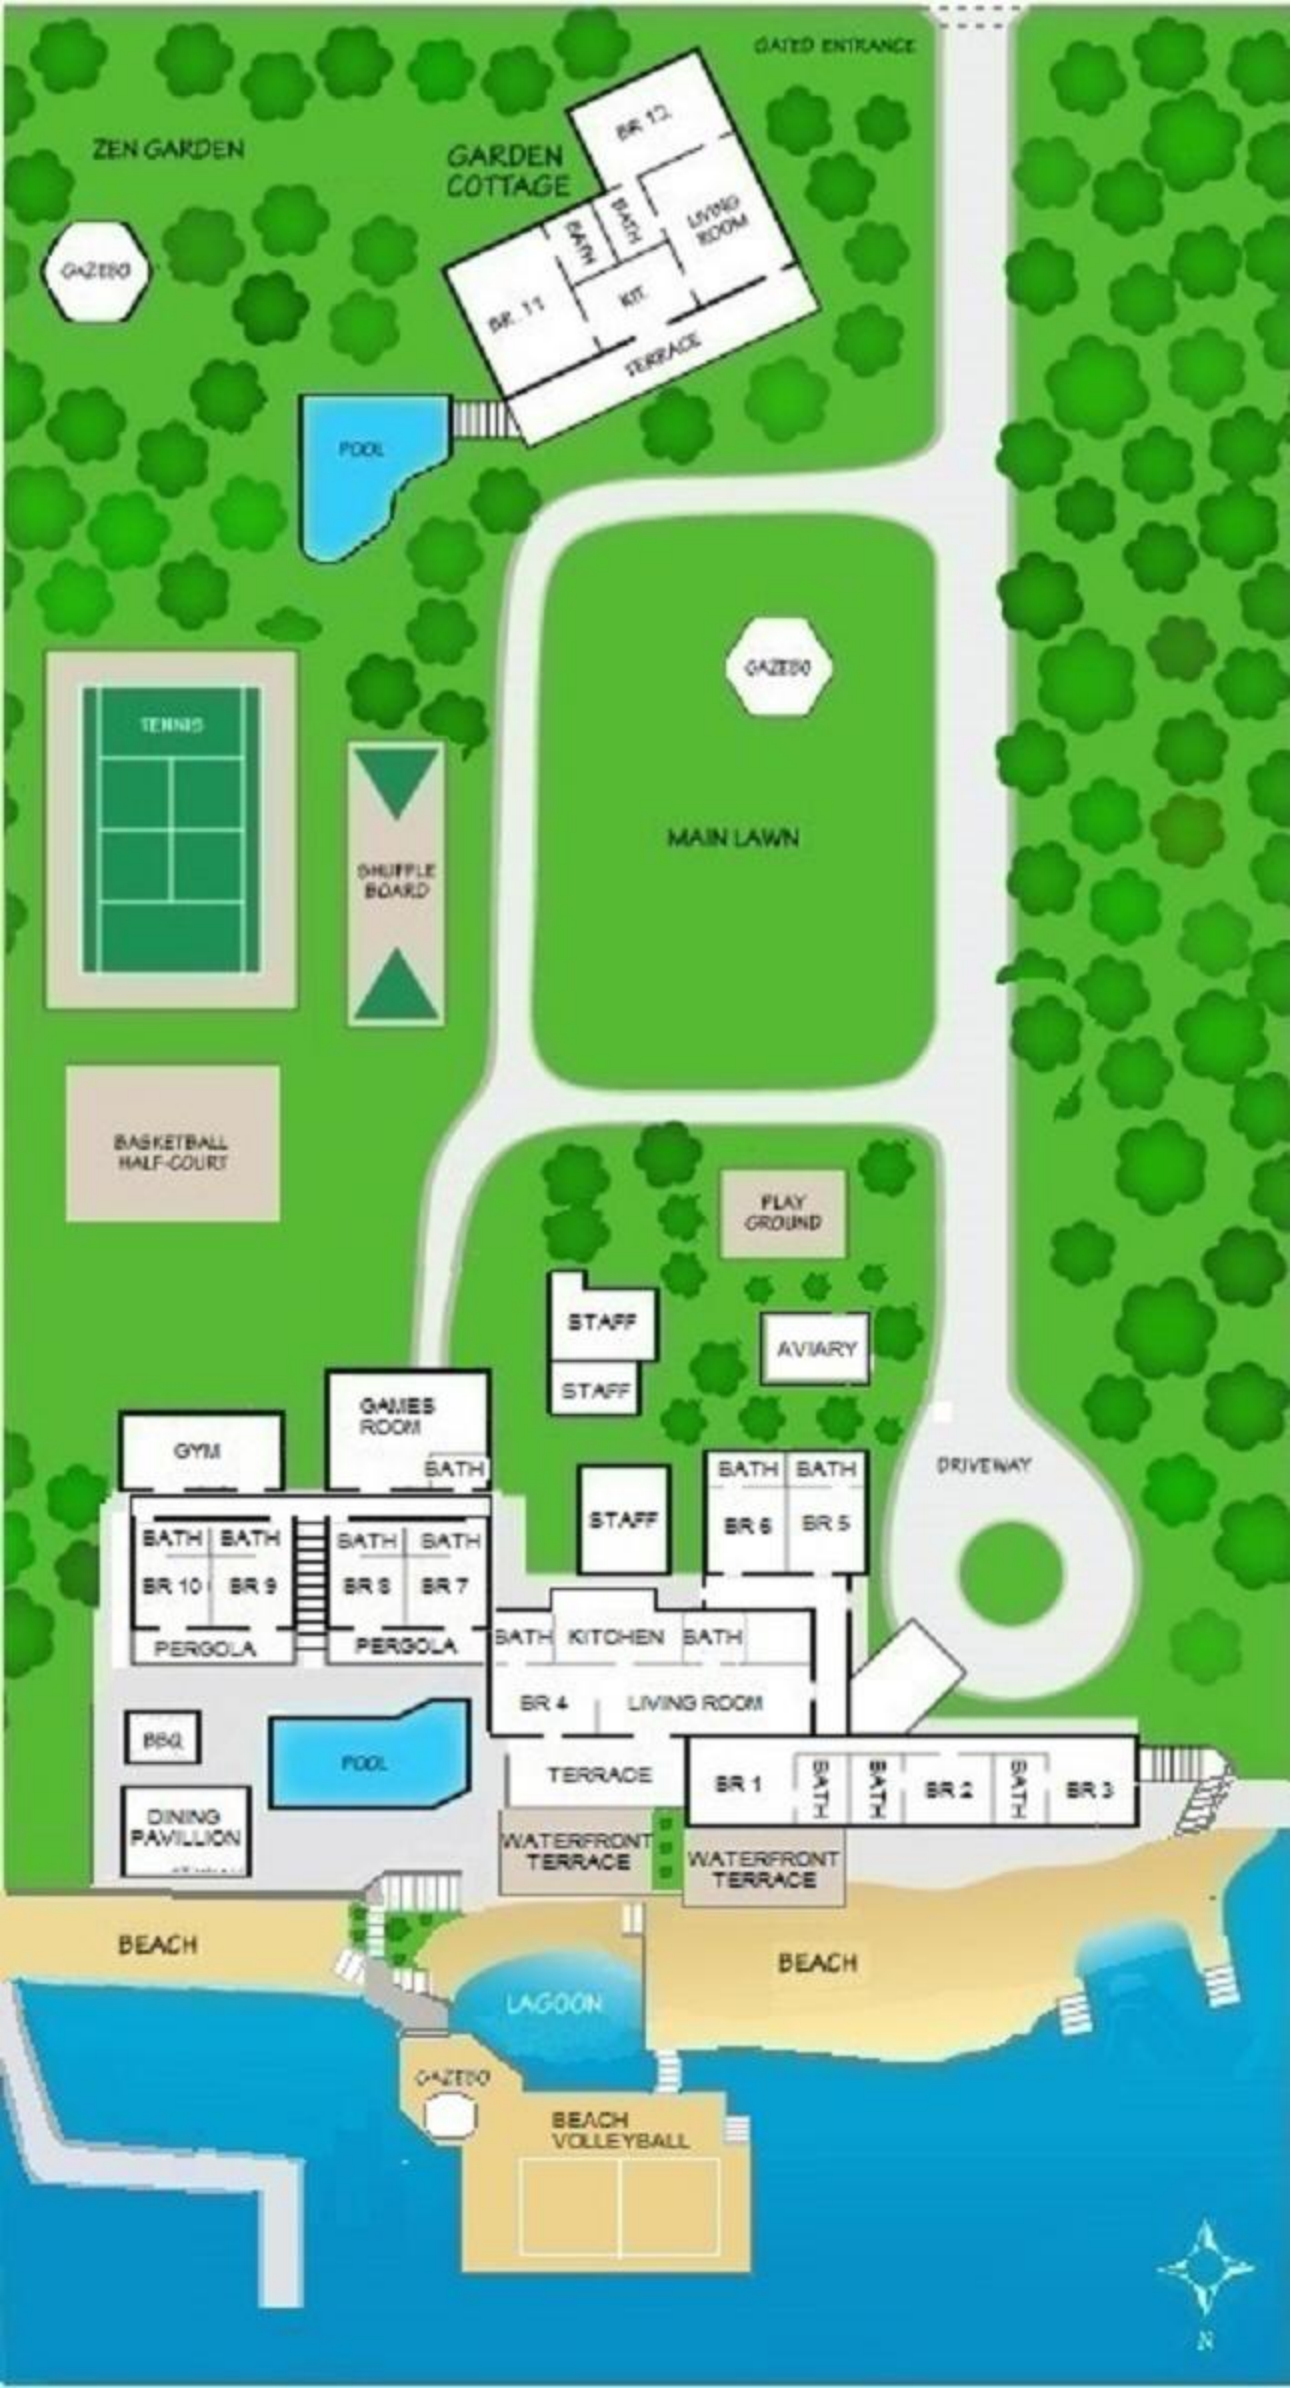 GATED ENTRANCE
ZEN GARDEN
GARDEN
COTTAGE
BR 12
BATH
BATH
LIVING
ROOM
GAZEBO
BR. 11
KIT.
TERRACE
POOL
GAZEBO
TENNIS
MAIN LAWN
SHUFFLE
BOARD
BASKETBALL
HALF-COURT
PLAY
GROUND
STAFF
AVIARY
STAFF
GAMES
ROOM
GYM
BATH
BATH
BATH
DRIVEWAY
STAFF
BR 6
BR 5
BATH
BATH
BATH
BATH
BR 10
BR 9
BR 8
BR 7
PERGOLA
PERGOLA
BATH
KITCHEN
BATH
BR 4
LIVING ROOM
BBQ
POOL
TERRACE
BR 1
BATH
BATH
BR 2
BATH
BR 3
DINING
PAVILLION
WATERFRONT
TERRACE
WATERFRONT
TERRACE
BEACH
BEACH
LAGOON
GAZEBO
BEACH
VOLLEYBALL
N